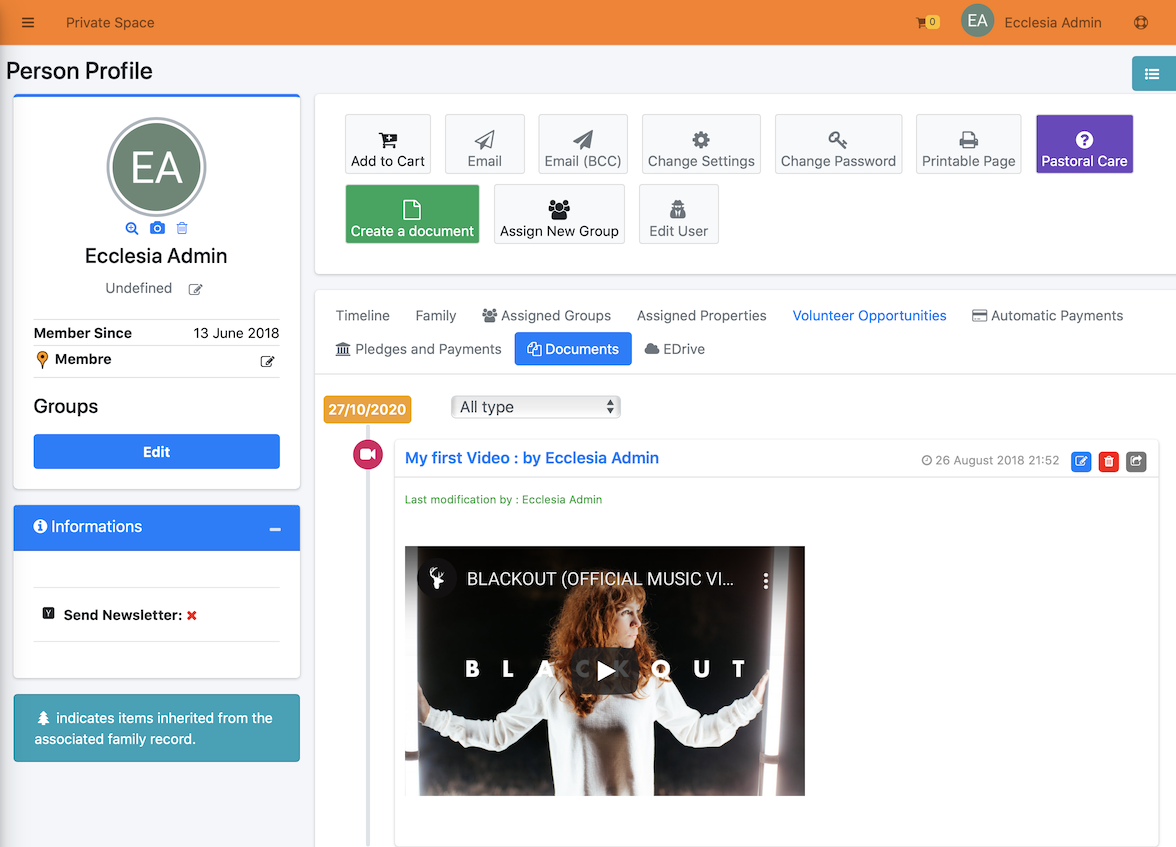 Private Space
0
EA
Ecclesia Admin
Person Profile
EA
Ecclesia Admin
Undefined
Member Since 13 June 2018
Membre
Groups
Edit
Informations
Y Send Newsletter:
indicates items inherited from the
associated family record.
Add to Cart
Email
Email (BCC)
Change Settings
Change Password
Printable Page
Pastoral Care
Create a document
Assign New Group
Edit User
Timeline
Family
Assigned Groups
Assigned Properties
Volunteer Opportunities
Automatic Payments
Pledges and Payments
Documents
EDrive
27/10/2020
All type
My first Video : by Ecclesia Admin
26 August 2018 21:52
Last modification by : Ecclesia Admin
BLACKOUT (OFFICIAL MUSIC VI...
BLACKOUT